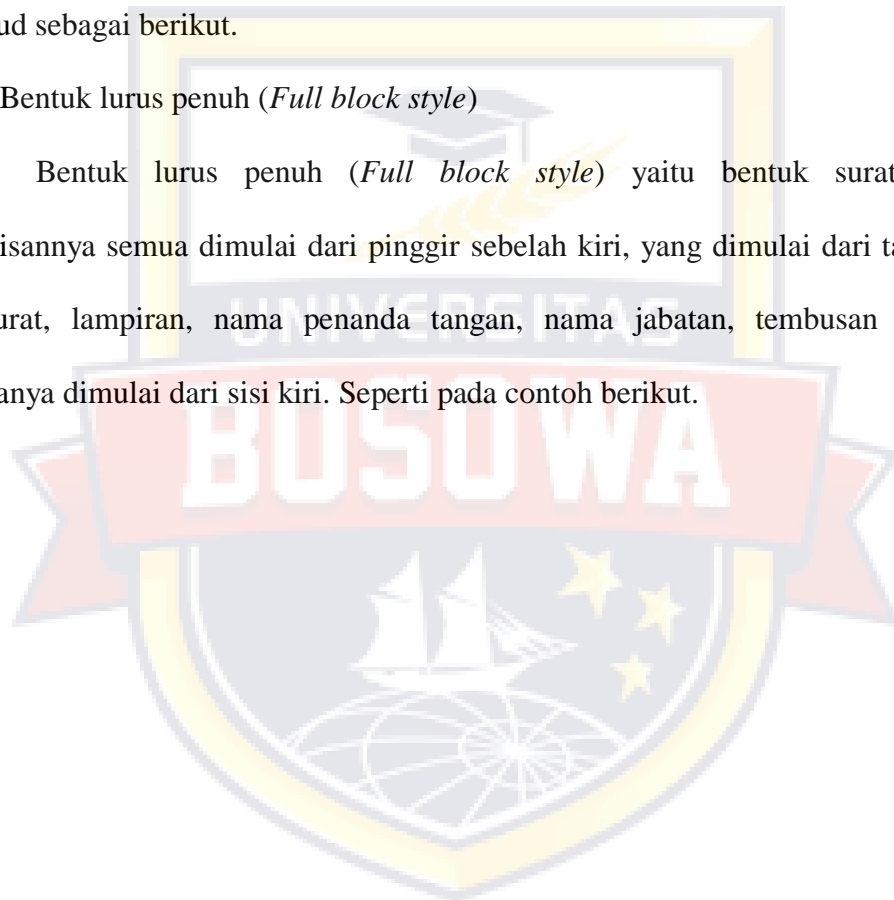 ud sebagai berikut.
Bentuk lurus penuh (Full block style)
Bentuk lurus penuh (Full block style) yaitu bentuk surat
isannya semua dimulai dari pinggir sebelah kiri, yang dimulai dari ta
urat, lampiran, nama penanda tangan, nama jabatan, tembusan
anya dimulai dari sisi kiri. Seperti pada contoh berikut.
UNIVERSITAS
BOSOWA